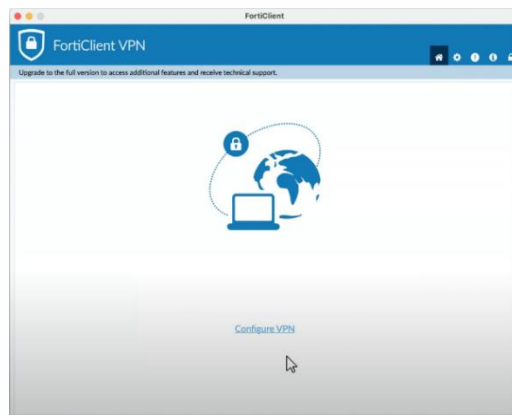 FortiClient
FortiClient VPN
Upgrade to the full version to access additional features and receive technical support.
Configure VPN